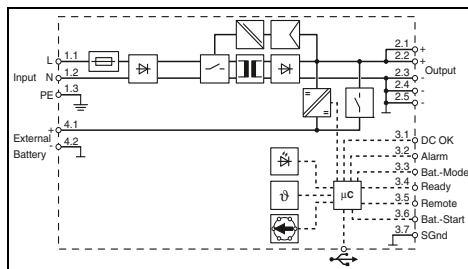 L 1.1
Input N 1.2
PE 1.3
+ 4.1
External
Battery - 4.2
2.1 +
2.2 +
2.3 - Output
2.4 -
2.5 -
3.1 DC OK
3.2 Alarm
3.3 Bat.-Mode
3.4 Ready
3.5 Remote
3.6 Bat.-Start
3.7 SGnd
ϑ
µC